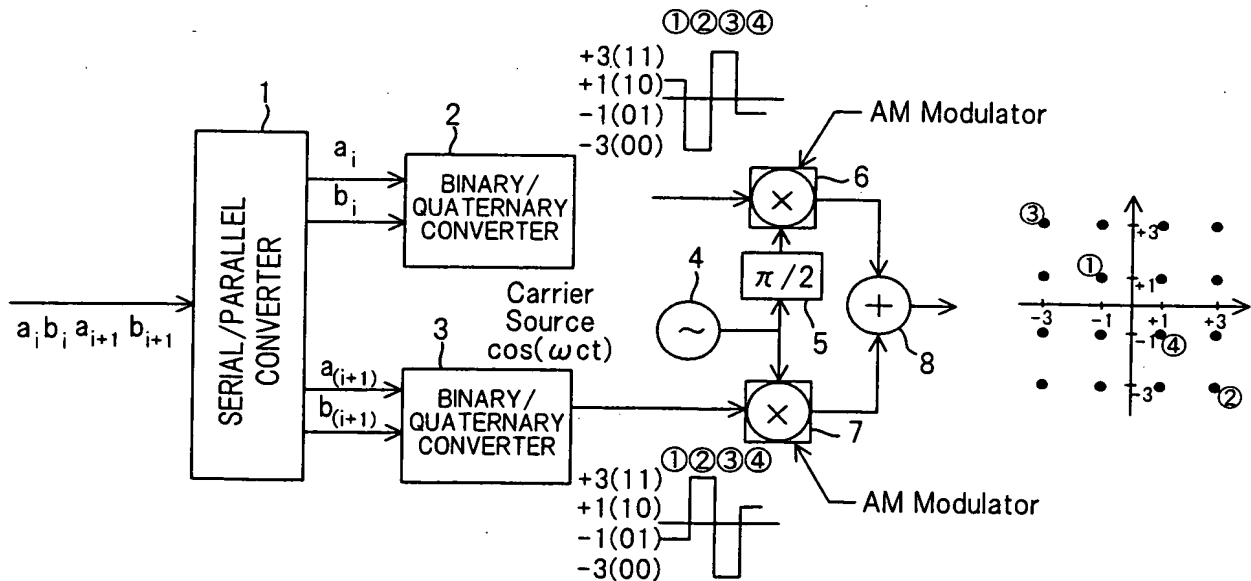 ①②③④
+3(11)
+1(10)
-1(01)
-3(00)
AM Modulator
1
2
6
SERIAL/PARALLEL
CONVERTER
a_i
b_i
BINARY/
QUATERNARY
CONVERTER
×
π/2
4
5
~
+
8
Carrier
Source
cos(ωct)
a_i b_i a_{i+1} b_{i+1}
3
a_{(i+1)}
b_{(i+1)}
BINARY/
QUATERNARY
CONVERTER
×
7
①②③④
+3(11)
+1(10)
-1(01)
-3(00)
AM Modulator
③
+3
①
+1
-3
-1
+1
+3
-1
④
-3
②